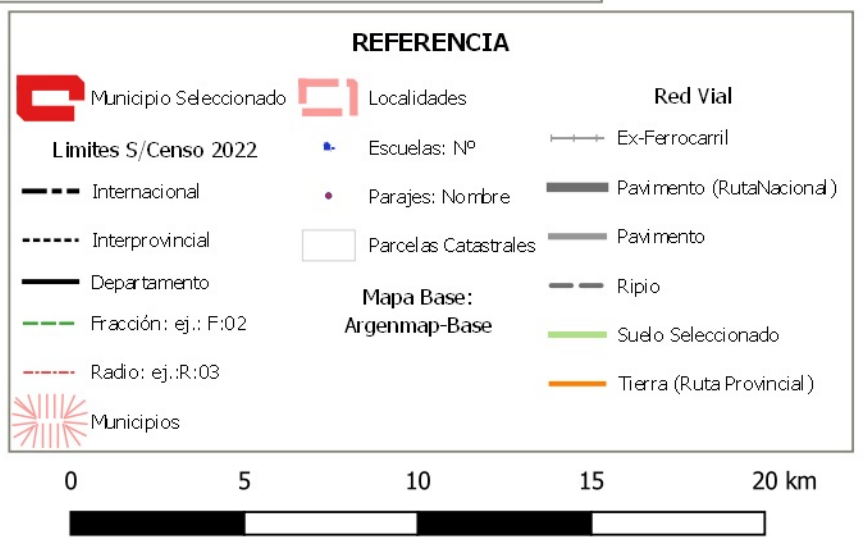 REFERENCIA
Municipio Seleccionado
Limites S/Censo 2022
Internacional
Interprovincial
Departamento
Fracción: ej.: F:02
Radio: ej.:R:03
Municipios
Localidades
Escuelas: Nº
Parajes: Nombre
Parcelas Catastrales
Mapa Base:
Argenmap-Base
Red Vial
Ex-Ferrocarril
Pavimento (RutaNacional)
Pavimento
Ripio
Suelo Seleccionado
Tierra (Ruta Provincial)
0 5 10 15 20 km